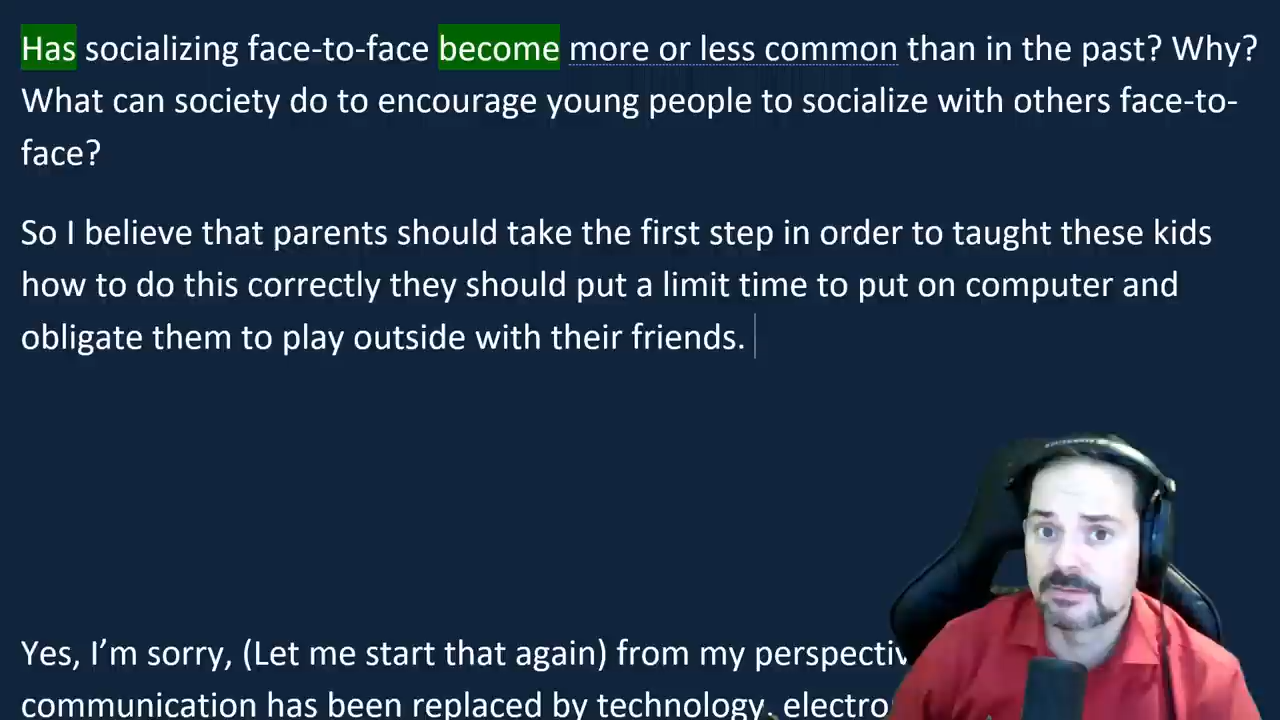 Has socializing face-to-face become more or less common than in the past? Why?
What can society do to encourage young people to socialize with others face-to-
face?
So I believe that parents should take the first step in order to taught these kids
how to do this correctly they should put a limit time to put on computer and
obligate them to play outside with their friends.
Yes, I’m sorry, (Let me start that again) from my
communication has been replaced by technology.